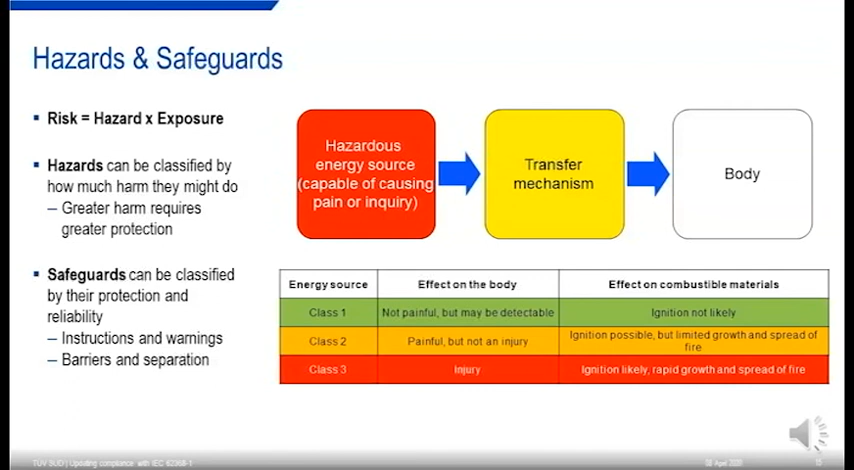 Hazards & Safeguards
Risk = Hazard x Exposure
Hazards can be classified by
how much harm they might do
– Greater harm requires
greater protection
Safeguards can be classified
by their protection and
reliability
– Instructions and warnings
– Barriers and separation
Hazardous
energy source
(capable of causing
pain or inquiry)
Transfer
mechanism
Body
Energy source Effect on the body Effect on combustible materials
Class 1 Not painful, but may be detectable Ignition not likely
Class 2 Painful, but not an injury Ignition possible, but limited growth and spread of
fire
Class 3 Injury Ignition likely, rapid growth and spread of fire
TÜV SÜD | Updating compliance with IEC 62368-1